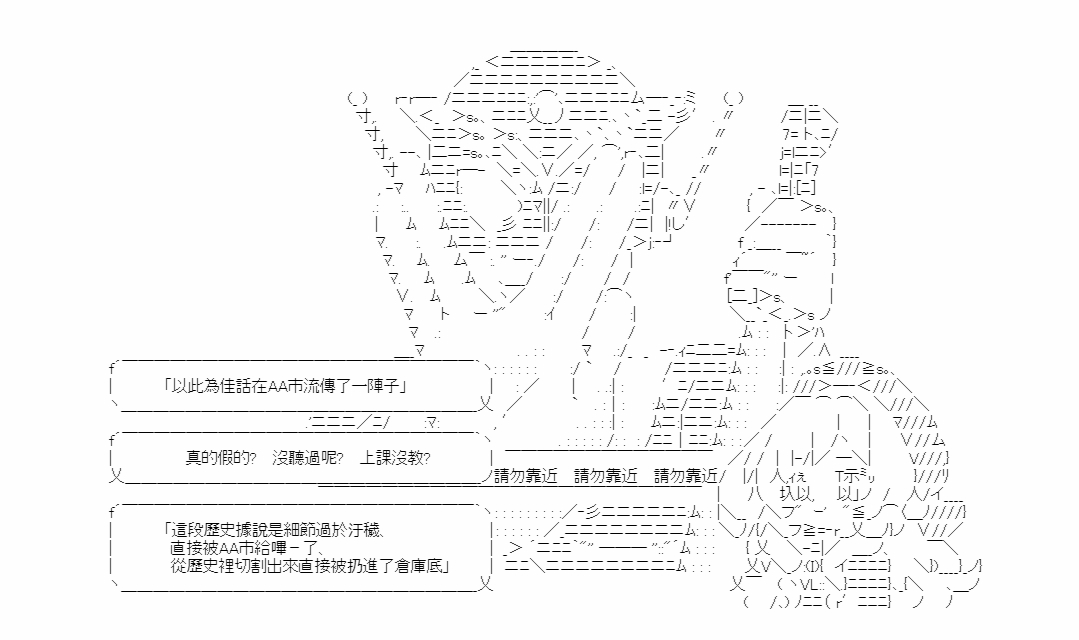 「以此為佳話在AA市流傳了一陣子」
真的假的?　沒聽過呢?　上課沒教?
請勿靠近　請勿靠近　請勿靠近
「這段歷史據說是細節過於汙穢、
直接被AA市給嗶－了、
從歷史裡切割出來直接被扔進了倉庫底」